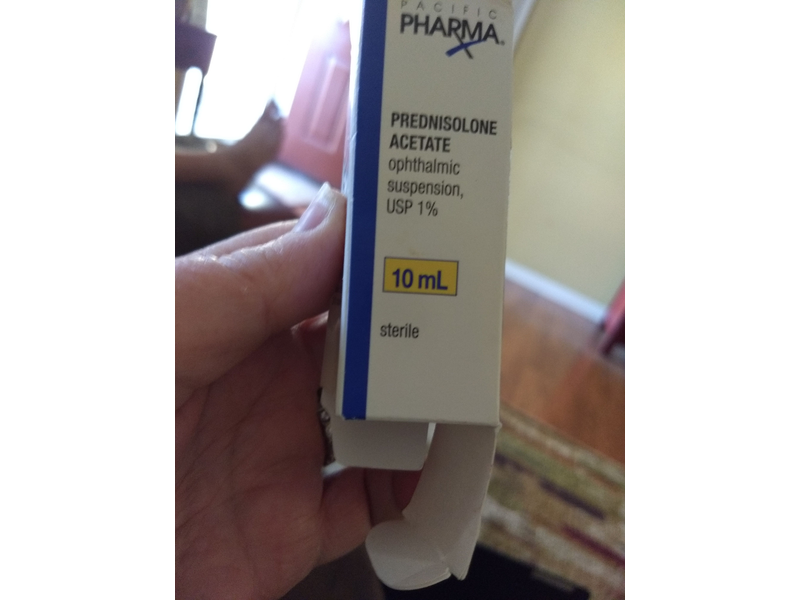 PACIFIC
PHARMA
PREDNISOLONE
ACETATE
ophthalmic
suspension,
USP 1%
10 mL
sterile